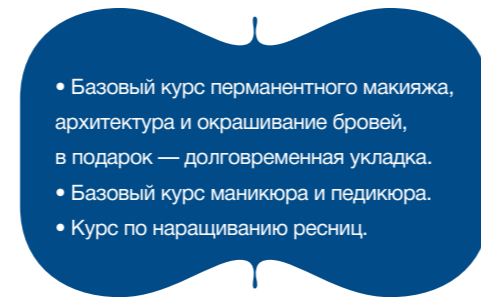 • Базовый курс перманентного макияжа,
архитектура и окрашивание бровей,
в подарок — долговременная укладка.
• Базовый курс маникюра и педикюра.
• Курс по наращиванию ресниц.